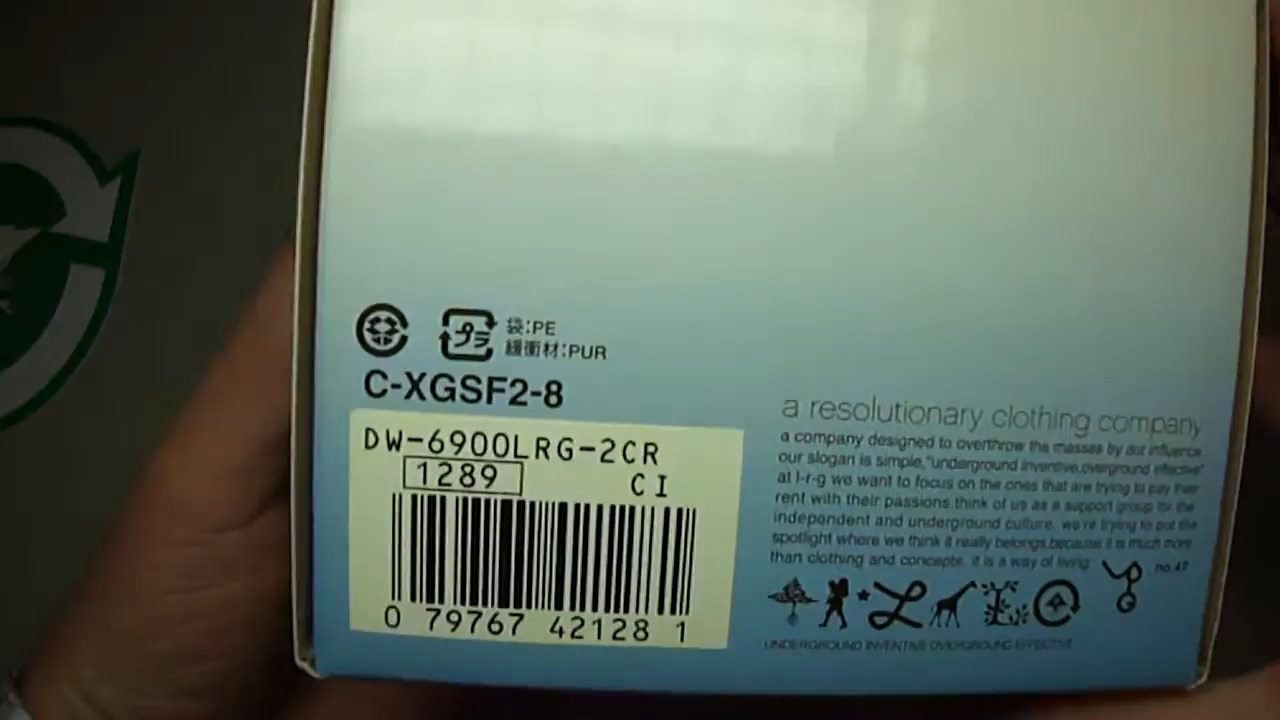 プラ
袋:PE
緩衝材:PUR
C-XGSF2-8
DW-6900LRG-2CR
1289
CI
0 79767 42128 1
a resolutionary clothing company
a company designed to overthrow the masses by our influence.
our slogan is simple,"underground inventive,overground effective"
at l-r-g we want to focus on the ones that are trying to pay their
rent with their passions.think of us as a support group for the
independent and underground culture. we're trying to put the
spotlight where we think it really belongs,because it is much more
than clothing and concepts. it is a way of living
no.47
UNDERGROUND INVENTIVE OVERGROUND EFFECTIVE